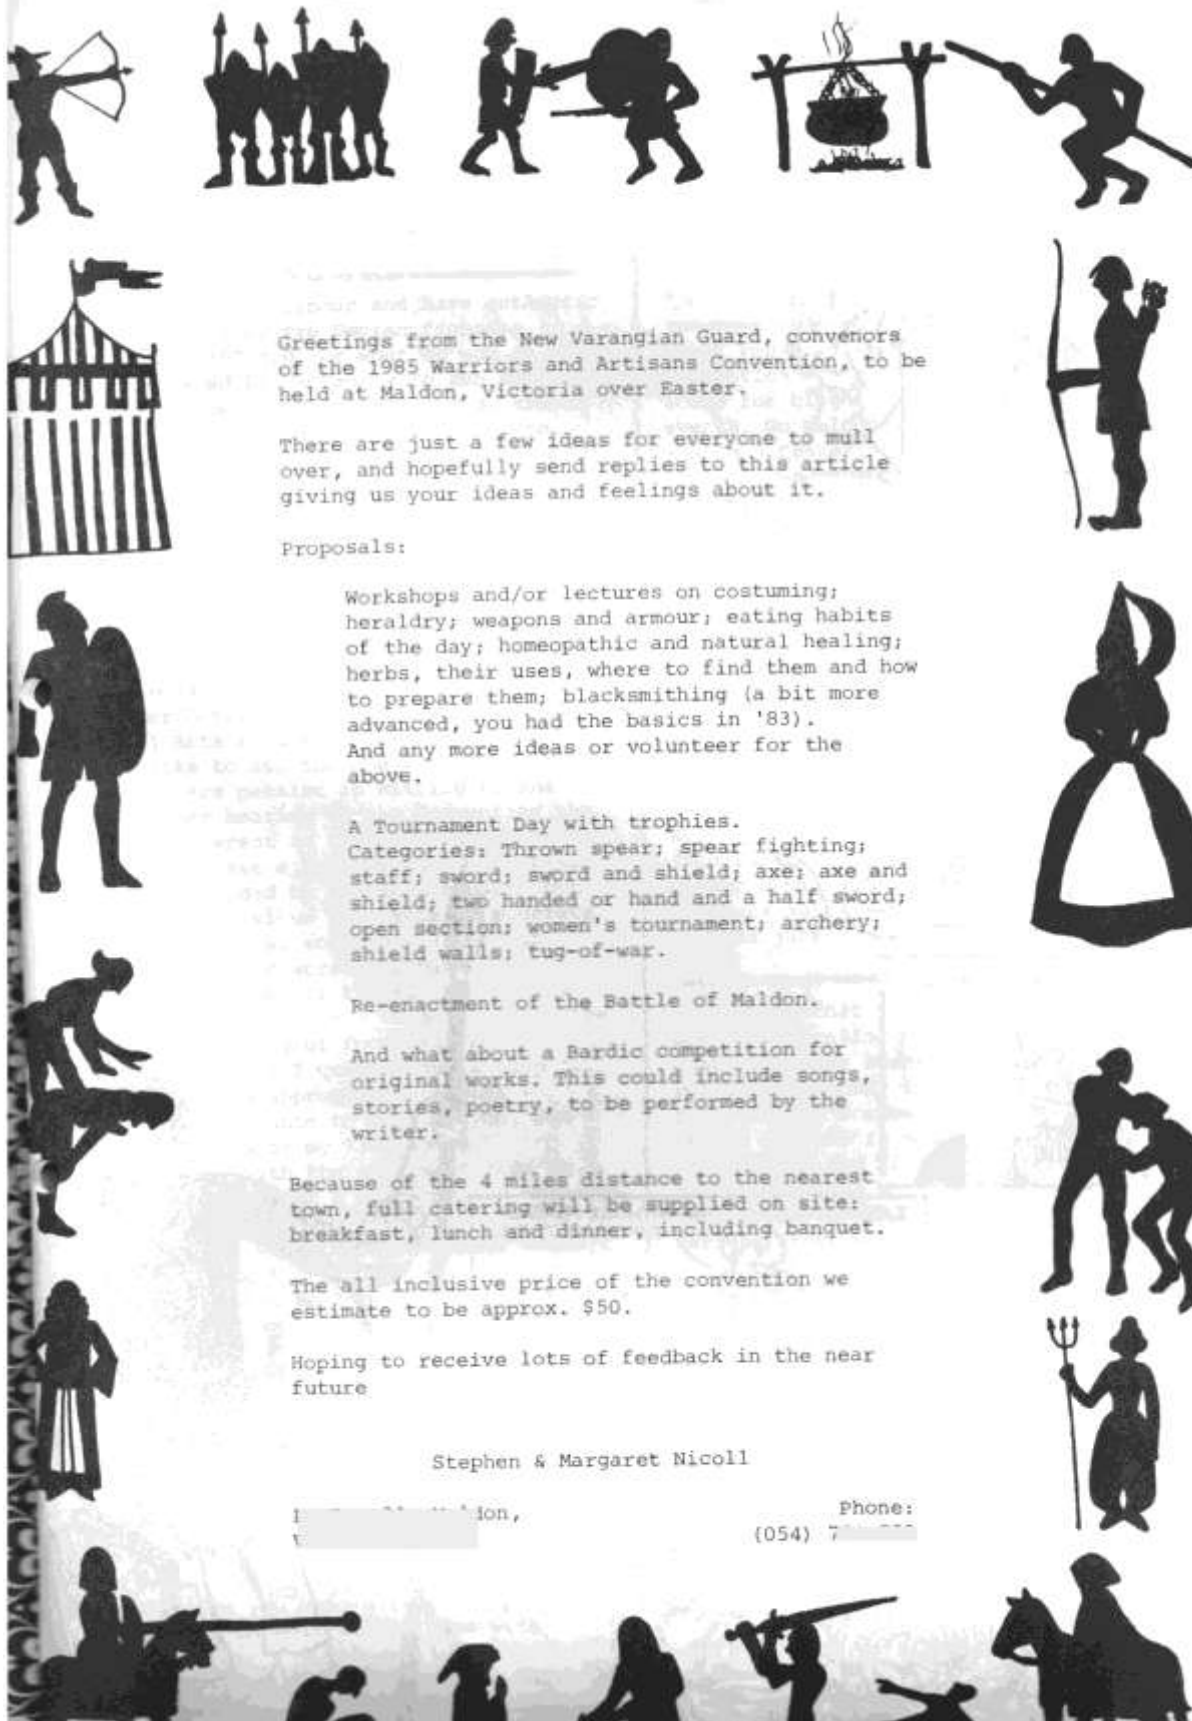 Greetings from the New Varangian Guard, convenors
of the 1985 Warriors and Artisans Convention, to be
held at Maldon, Victoria over Easter.
There are just a few ideas for everyone to mull
over, and hopefully send replies to this article
giving us your ideas and feelings about it.
Proposals:
Workshops and/or lectures on costuming;
heraldry; weapons and armour; eating habits
of the day; homeopathic and natural healing;
herbs, their uses, where to find them and how
to prepare them; blacksmithing (a bit more
advanced, you had the basics in '83).
And any more ideas or volunteer for the
above.
A Tournament Day with trophies.
Categories: Thrown spear; spear fighting;
staff; sword; sword and shield; axe; axe and
shield; two handed or hand and a half sword;
open section; women's tournament; archery;
shield walls; tug-of-war.
Re-enactment of the Battle of Maldon.
And what about a Bardic competition for
original works. This could include songs,
stories, poetry, to be performed by the
writer.
Because of the 4 miles distance to the nearest
town, full catering will be supplied on site:
breakfast, lunch and dinner, including banquet.
The all inclusive price of the convention we
estimate to be approx. $50.
Hoping to receive lots of feedback in the near
future
Stephen & Margaret Nicoll
Phone:
(054)